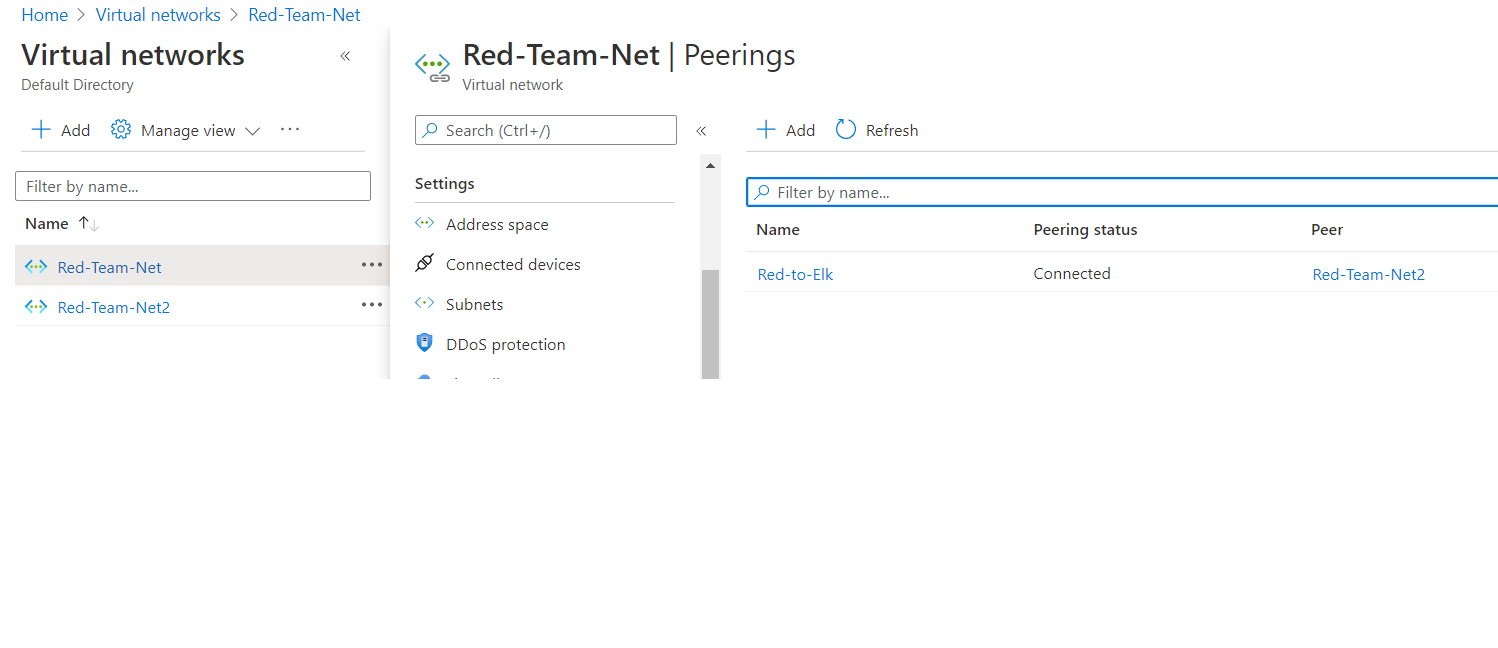 Home > Virtual networks > Red-Team-Net
Virtual networks
Default Directory
Add Manage view ...
Filter by name...
Name
Red-Team-Net ...
Red-Team-Net2 ...
Red-Team-Net | Peerings
Virtual network
Search (Ctrl+/)
Settings
Address space
Connected devices
Subnets
DDoS protection
Add Refresh
Filter by name...
Name Peering status Peer
Red-to-Elk Connected Red-Team-Net2